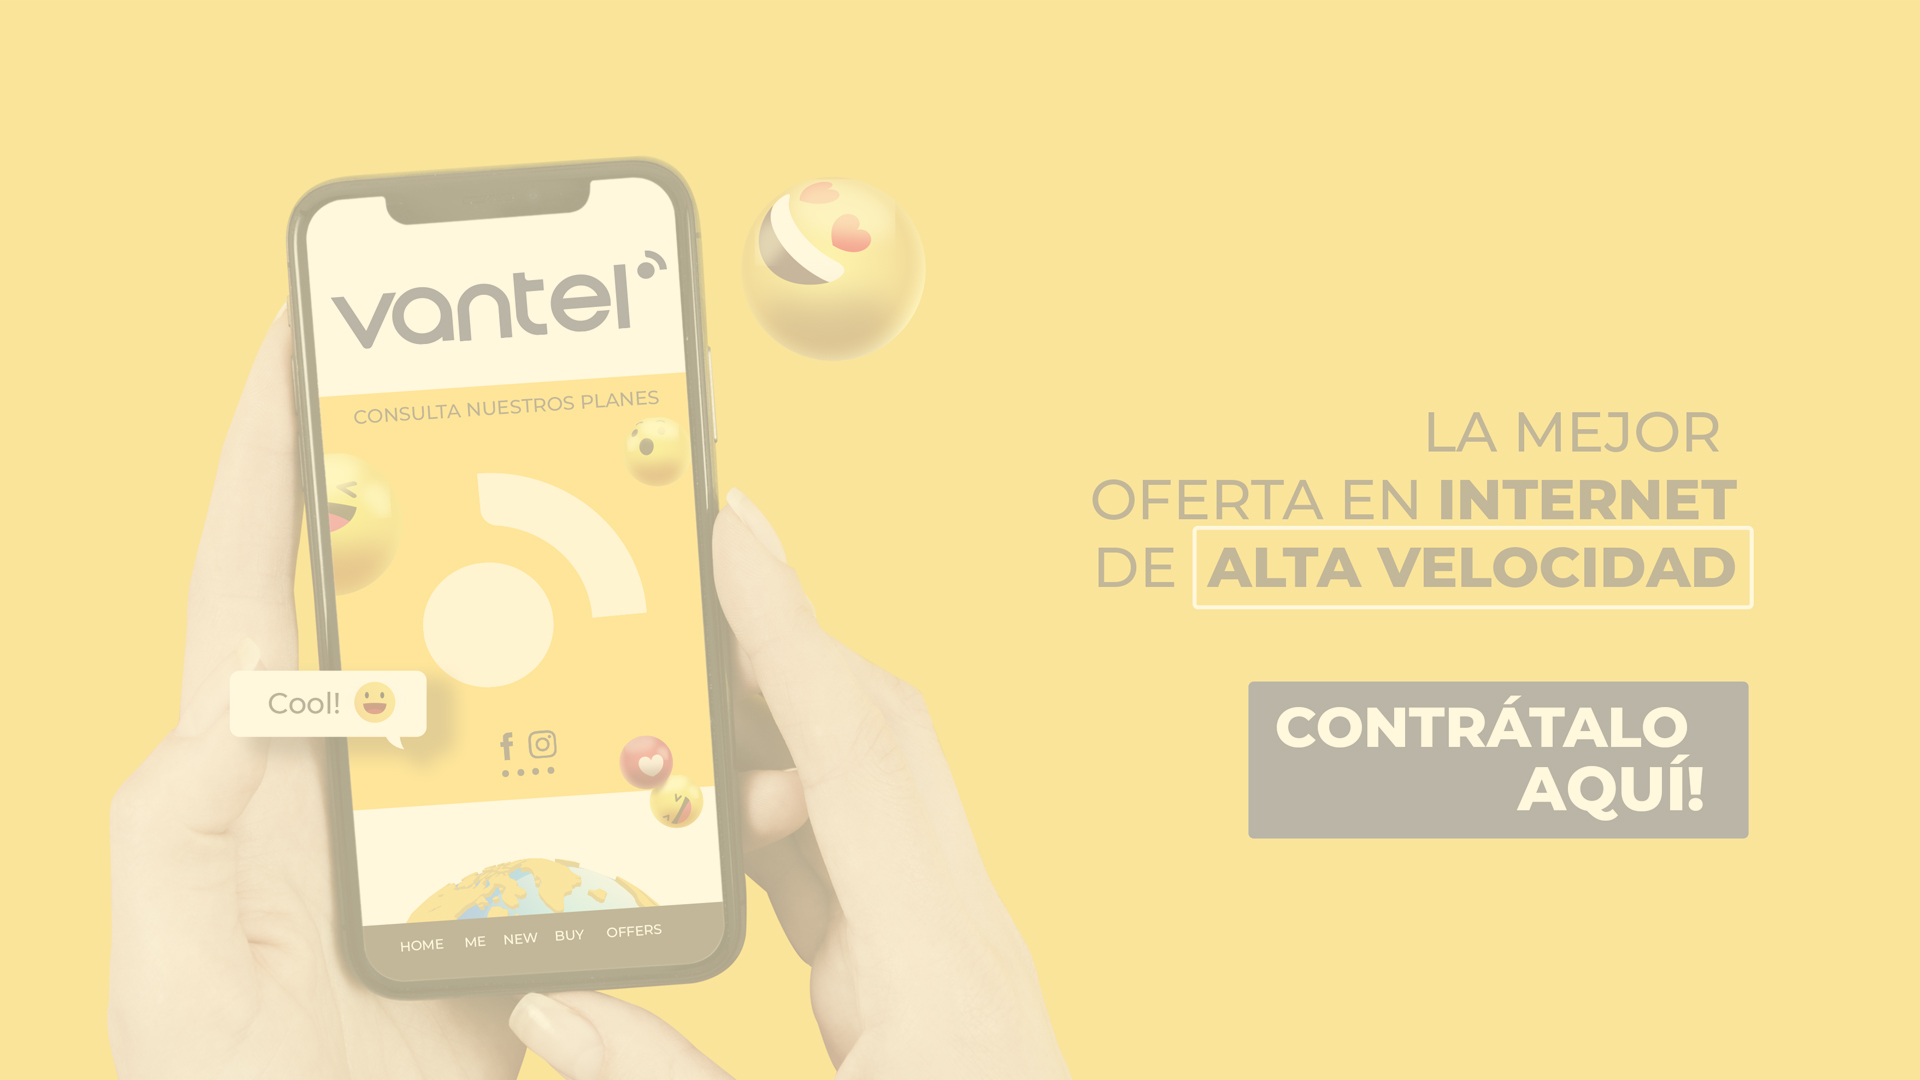 vantel
CONSULTA NUESTROS PLANES
Cool!
HOME ME NEW BUY OFFERS
LA MEJOR
OFERTA EN INTERNET
DE ALTA VELOCIDAD
CONTRÁTALO
AQUÍ!